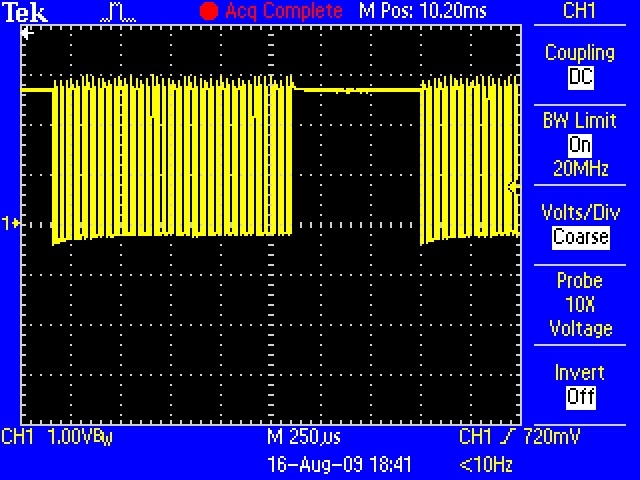 Tek Acq Complete M Pos: 10.20ms CH1
Coupling
DC
BW Limit
On
20MHz
Volts/Div
Coarse
Probe
10X
Voltage
Invert
Off
1
CH1 1.00VBw M 250µs CH1 720mV
16-Aug-09 18:41 <10Hz